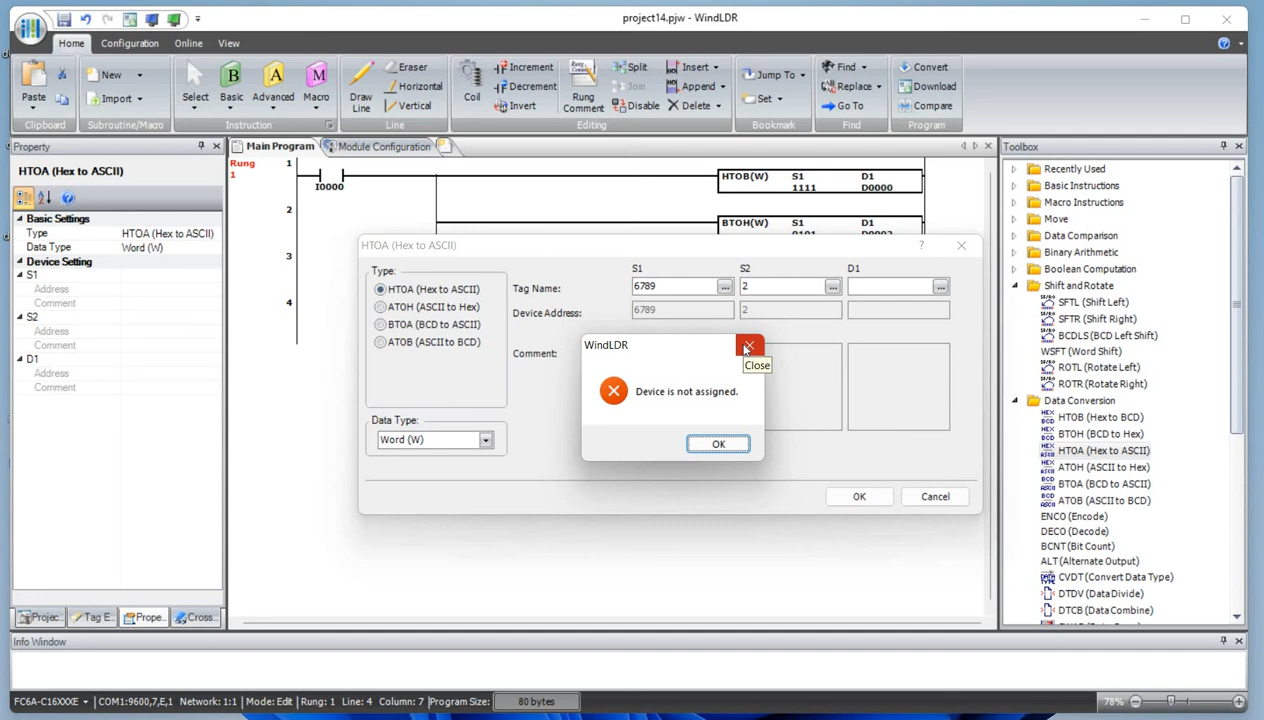 project14.pjw - WindLDR
Home Configuration Online View
Paste
Clipboard
New
Import
Subroutine/Macro
Select
Basic
B
Advanced
A
Macro
M
Instruction
Draw Line
Eraser
Horizontal
Vertical
Line
Coil
Increment
Decrement
Invert
Rung Comment
Split
Join
Disable
Insert
Append
Delete
Editing
Jump To
Set
Bookmark
Find
Replace
Go To
Find
Convert
Download
Compare
Program
Property
HTOA (Hex to ASCII)
Basic Settings
Type HTOA (Hex to ASCII)
Data Type Word (W)
Device Setting
S1
Address
Comment
S2
Address
Comment
D1
Address
Comment
Projec Tag E... Prope... Cross
Main Program Module Configuration
Rung 1
1
I0000
HTOB(W) S1 D1
1111 D0000
2
BTOH(W) S1 D1
3
4
HTOA (Hex to ASCII) ?
Type:
HTOA (Hex to ASCII)
ATOH (ASCII to Hex)
BTOA (BCD to ASCII)
ATOB (ASCII to BCD)
Data Type:
Word (W)
S1 S2 D1
Tag Name: 6789 ... 2 ... ...
Device Address: 6789 2
Comment:
OK Cancel
WindLDR
Close
Device is not assigned.
OK
Toolbox
Recently Used
Basic Instructions
Macro Instructions
Move
Data Comparison
Binary Arithmetic
Boolean Computation
Shift and Rotate
SFTL (Shift Left)
SFTR (Shift Right)
BCDLS (BCD Left Shift)
WSFT (Word Shift)
ROTL (Rotate Left)
ROTR (Rotate Right)
Data Conversion
HTOB (Hex to BCD)
BTOH (BCD to Hex)
HTOA (Hex to ASCII)
ATOH (ASCII to Hex)
BTOA (BCD to ASCII)
ATOB (ASCII to BCD)
ENCO (Encode)
DECO (Decode)
BCNT (Bit Count)
ALT (Alternate Output)
CVDT (Convert Data Type)
DTDV (Data Divide)
DTCB (Data Combine)
Info Window
FC6A-C16XXXE COM1:9600,7,E,1 Network: 1:1 Mode: Edit Rung: 1 Line: 4 Column: 7 Program Size: 80 bytes 78%